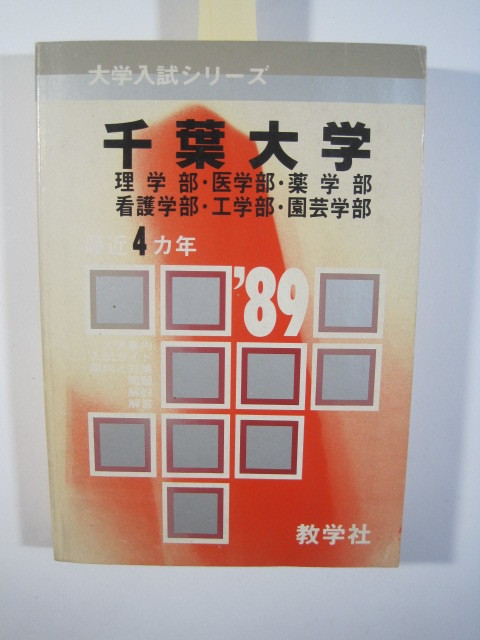 大学入試シリーズ
千葉大学
理学部・医学部・薬学部
看護学部・工学部・園芸学部
最近4カ年
'89
教学社